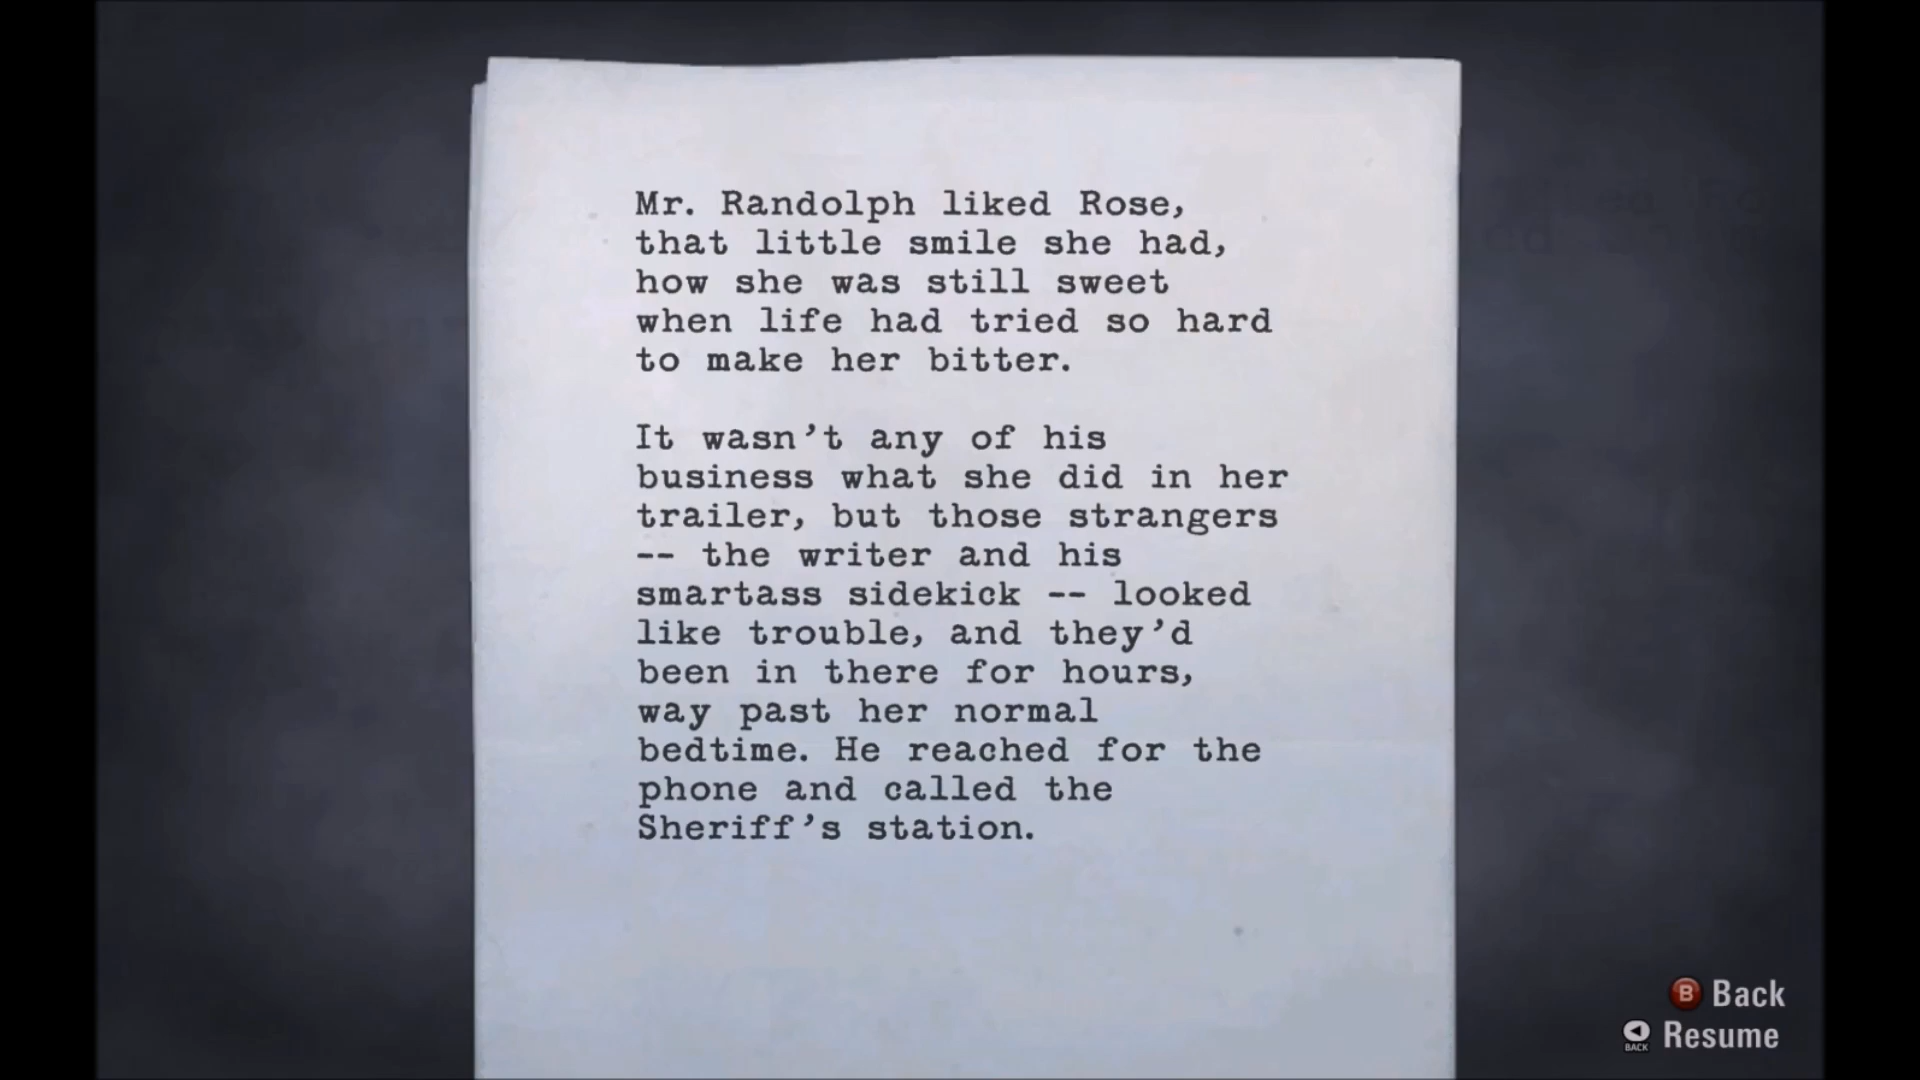 Mr. Randolph liked Rose,
that little smile she had,
how she was still sweet
when life had tried so hard
to make her bitter.
It wasn't any of his
business what she did in her
trailer, but those strangers
-- the writer and his
smartass sidekick -- looked
like trouble, and they'd
been in there for hours,
way past her normal
bedtime. He reached for the
phone and called the
Sheriff's station.
B Back
BACK Resume